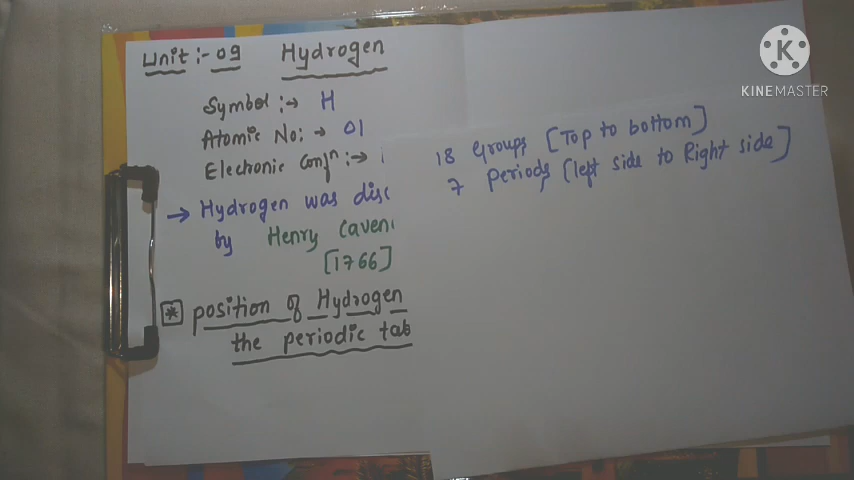 Unit :- 09 Hydrogen
Symbol :→ H
Atomic No: → 01
Electronic Confⁿ :→
→ Hydrogen was disc
by Henry Caven
[1766]
* position of Hydrogen
the periodic tab
18 Groups [Top to bottom]
7 Periods [left side to Right side]
K
KINEMASTER